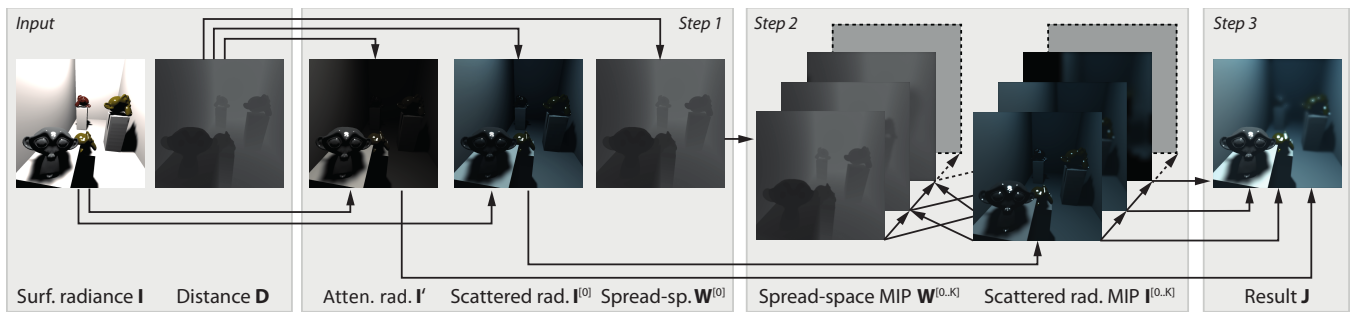 Input
Step 1
Step 2
Step 3
Surf. radiance I
Distance D
Atten. rad. I'
Scattered rad. I[0]
Spread-sp. W[0]
Spread-space MIP W[0..K]
Scattered rad. MIP I[0..K]
Result J